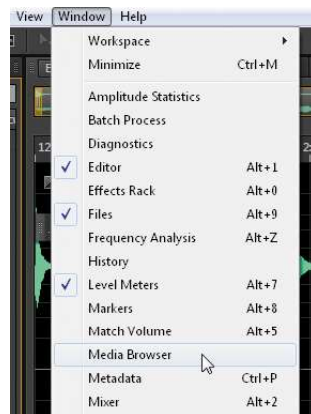 View Window Help
Workspace
Minimize Ctrl+M
Amplitude Statistics
Batch Process
Diagnostics
Editor Alt+1
Effects Rack Alt+0
Files Alt+9
Frequency Analysis Alt+Z
History
Level Meters Alt+7
Markers Alt+8
Match Volume Alt+5
Media Browser
Metadata Ctrl+P
Mixer Alt+2